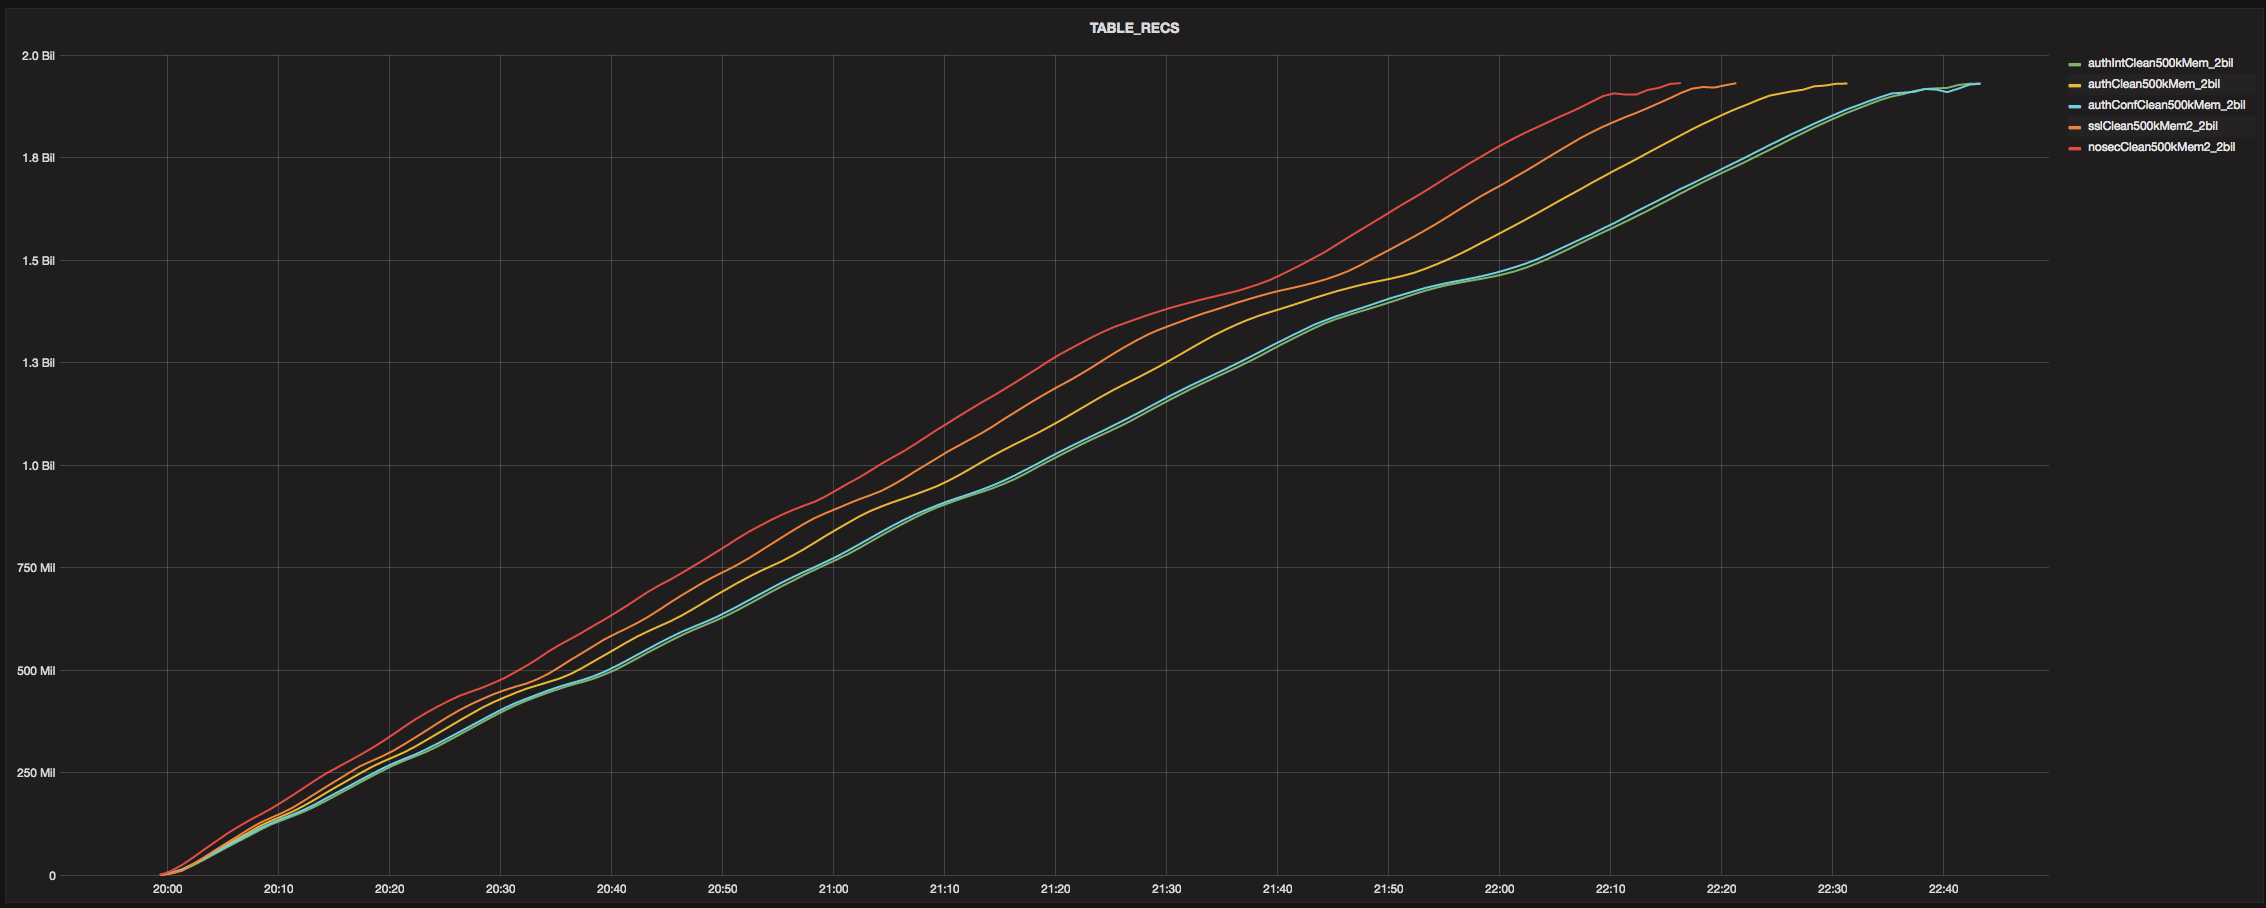 TABLE_RECS
2.0 Bil
1.8 Bil
1.5 Bil
1.3 Bil
1.0 Bil
750 Mil
500 Mil
250 Mil
0
20:00 20:10 20:20 20:30 20:40 20:50 21:00 21:10 21:20 21:30 21:40 21:50 22:00 22:10 22:20 22:30 22:40
authIntClean500kMem_2bil
authClean500kMem_2bil
authConfClean500kMem_2bil
sslClean500kMem2_2bil
nosecClean500kMem2_2bil